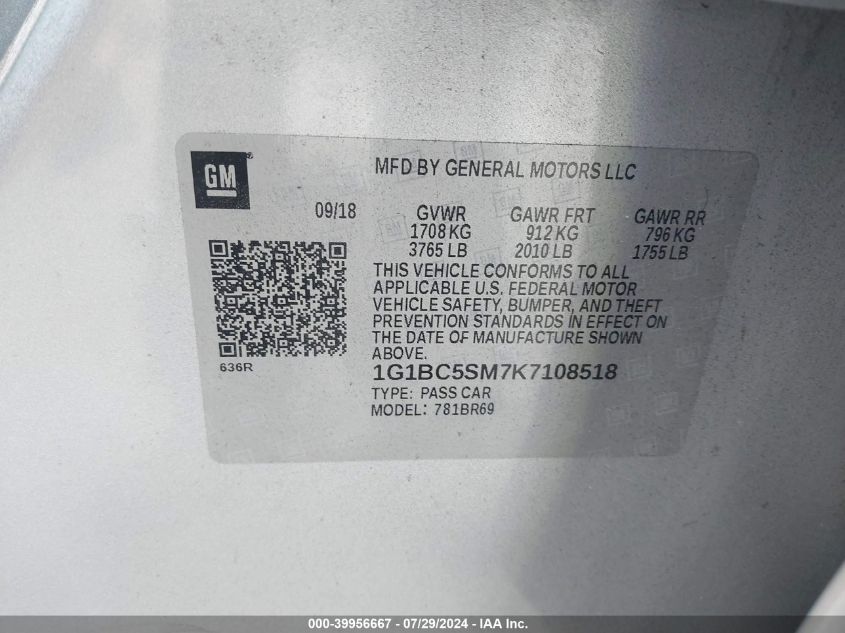 GM
MFD BY GENERAL MOTORS LLC
09/18 GVWR GAWR FRT GAWR RR
1708 KG 912 KG 796 KG
3765 LB 2010 LB 1755 LB
THIS VEHICLE CONFORMS TO ALL
APPLICABLE U.S. FEDERAL MOTOR
VEHICLE SAFETY, BUMPER, AND THEFT
PREVENTION STANDARDS IN EFFECT ON
THE DATE OF MANUFACTURE SHOWN
ABOVE.
636R
1G1BC5SM7K7108518
TYPE: PASS CAR
MODEL: 781BR69
000-39956667 / 07/29/2024 - IAA Inc.